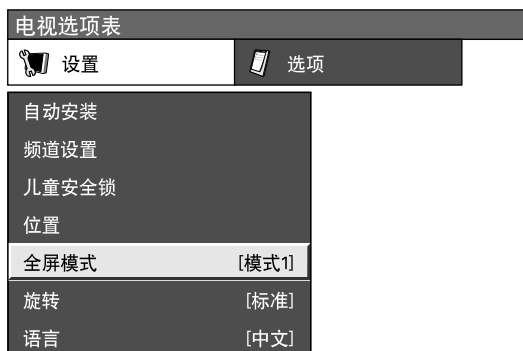 电视选项表
设置 选项
自动安装
频道设置
儿童安全锁
位置
全屏模式 [模式1]
旋转 [标准]
语言 [中文]